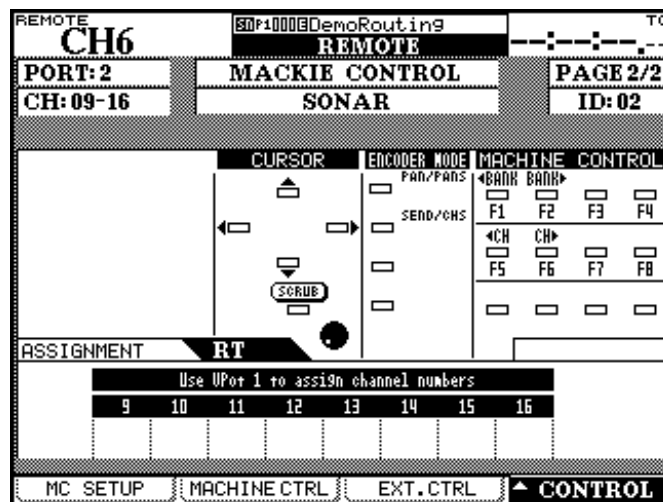 REMOTE
CH6
P1000 DemoRouting
REMOTE
--:--:--.--
PORT:2
MACKIE CONTROL
PAGE 2/2
CH:09-16
SONAR
ID:02
CURSOR
ENCODER MODE
MACHINE CONTROL
PAN/PANS
◀BANK BANK▶
F1 F2 F3 F4
SEND/CHS
◀CH CH▶
F5 F6 F7 F8
SCRUB
ASSIGNMENT
RT
Use VPot 1 to assign channel numbers
9 10 11 12 13 14 15 16
MC SETUP
MACHINE CTRL
EXT.CTRL
▲ CONTROL